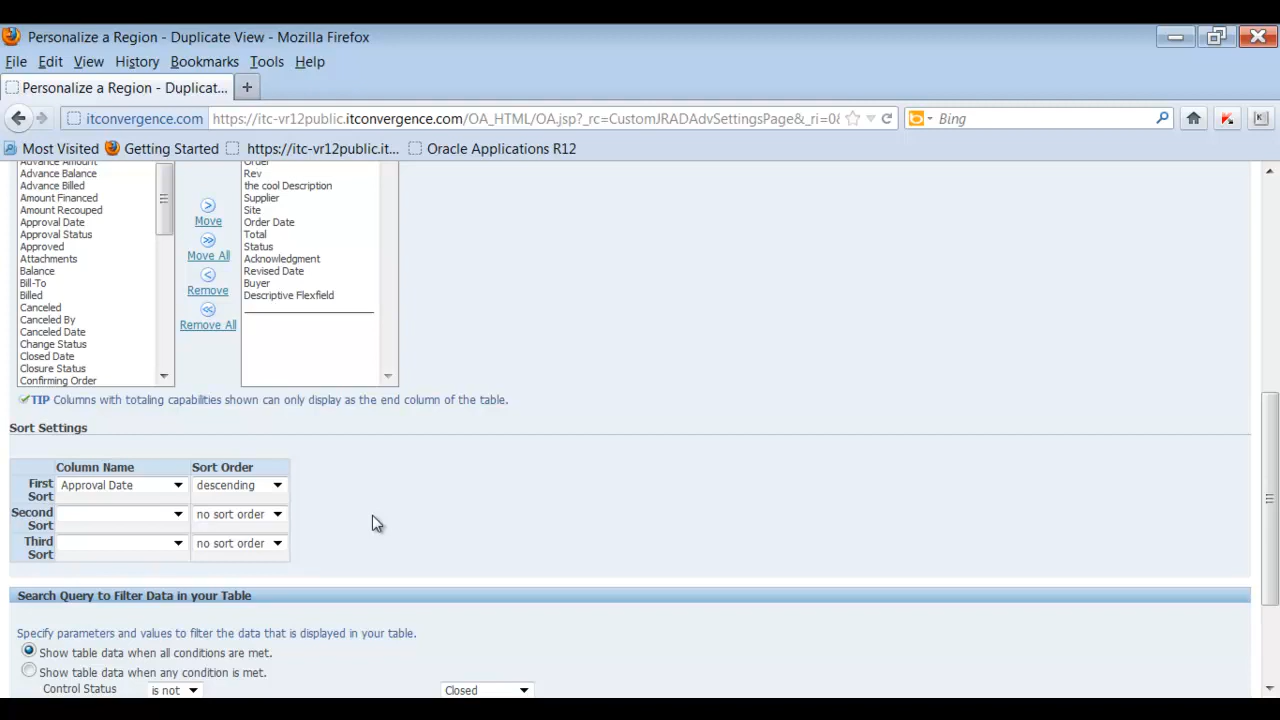 Personalize a Region - Duplicate View - Mozilla Firefox
File Edit View History Bookmarks Tools Help
Personalize a Region - Duplicat... +
itconvergence.com https://itc-vr12public.itconvergence.com/OA_HTML/OA.jsp?_rc=CustomJRADAdvSettingsPage&_ri=0& Bing
Most Visited Getting Started https://itc-vr12public.it... Oracle Applications R12
Advance Amount
Advance Balance
Advance Billed
Amount Financed
Amount Recouped
Approval Date
Approval Status
Approved
Attachments
Balance
Bill-To
Billed
Canceled
Canceled By
Canceled Date
Change Status
Closed Date
Closure Status
Confirming Order
Move
Move All
Remove
Remove All
Order
Rev
the cool Description
Supplier
Site
Order Date
Total
Status
Acknowledgment
Revised Date
Buyer
Descriptive Flexfield
TIP Columns with totaling capabilities shown can only display as the end column of the table.
Sort Settings
Column Name Sort Order
First Sort Approval Date descending
Second Sort no sort order
Third Sort no sort order
Search Query to Filter Data in your Table
Specify parameters and values to filter the data that is displayed in your table.
Show table data when all conditions are met.
Show table data when any condition is met.
Control Status is not Closed